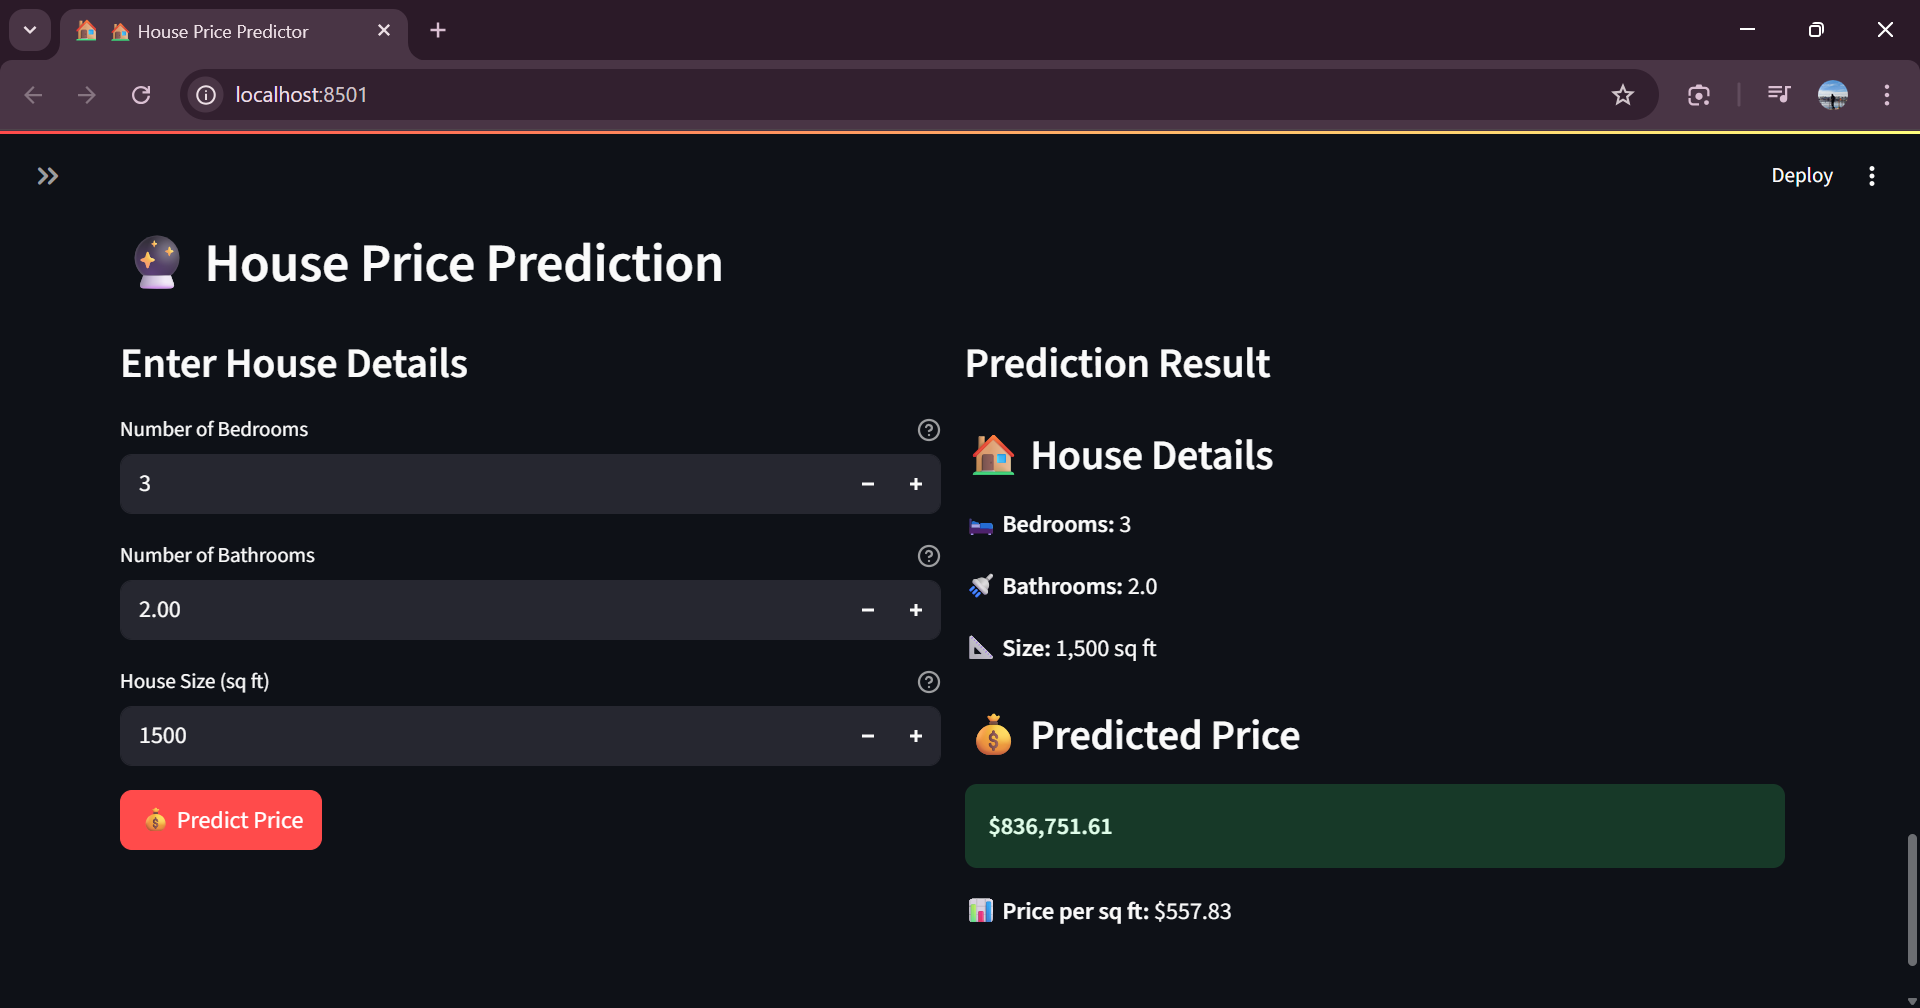 🏠 House Price Predictor
localhost:8501
Deploy
🔮 House Price Prediction
Enter House Details
Number of Bedrooms
3
Number of Bathrooms
2.00
House Size (sq ft)
1500
💰 Predict Price
Prediction Result
🏠 House Details
🛏️ Bedrooms: 3
🚿 Bathrooms: 2.0
📐 Size: 1,500 sq ft
💰 Predicted Price
$836,751.61
📊 Price per sq ft: $557.83